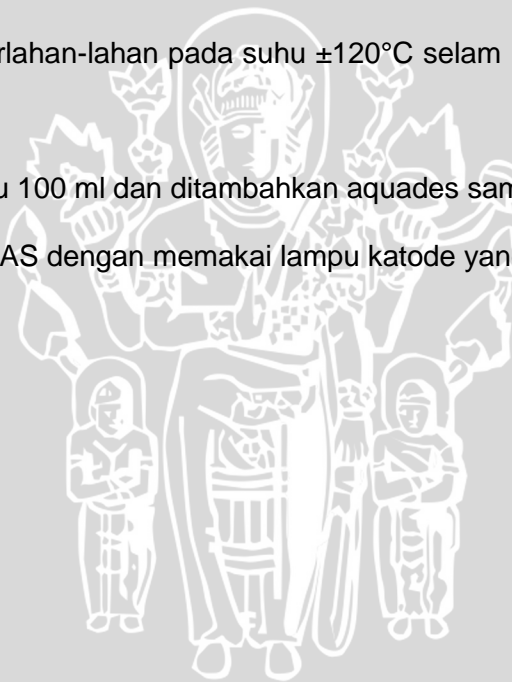 rlahan-lahan pada suhu ±120°C selam
u 100 ml dan ditambahkan aquades sam
AS dengan memakai lampu katode yan